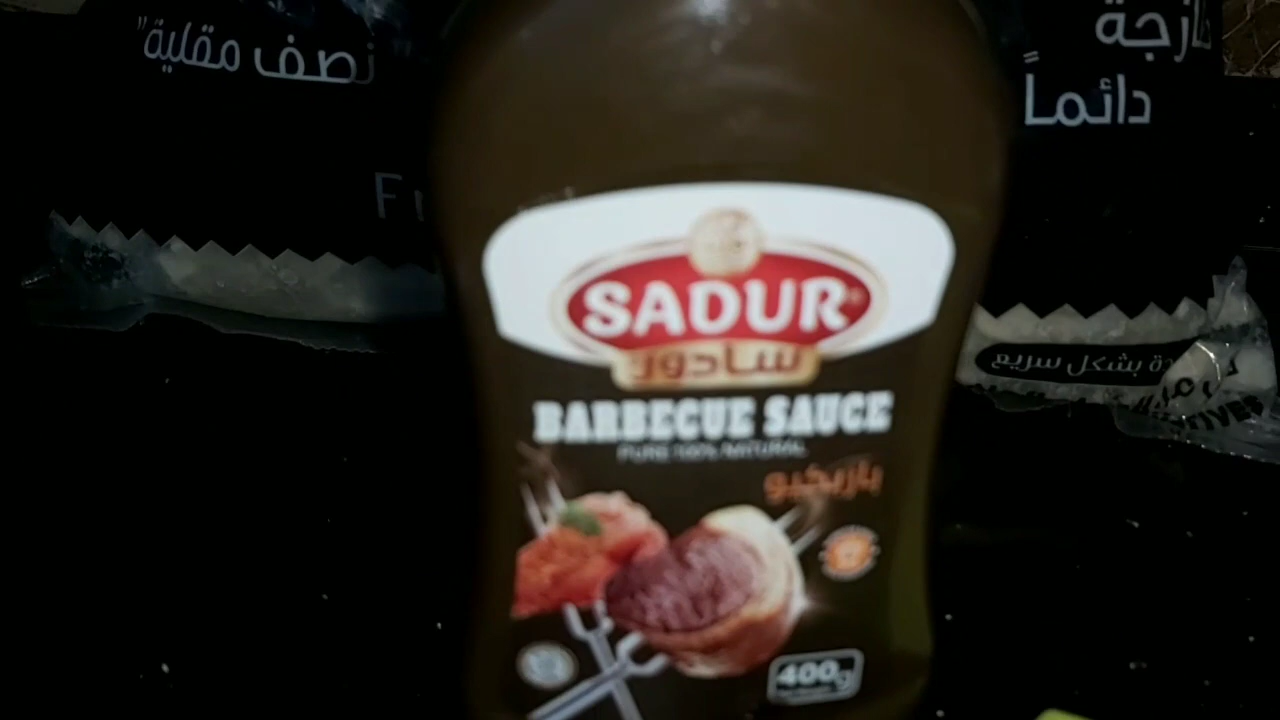 نصف مقلية"
طازجة
دائماً
SADUR
سادور
BARBECUE SAUCE
PURE 100% NATURAL
باربكيو
بشكل سريع
400g